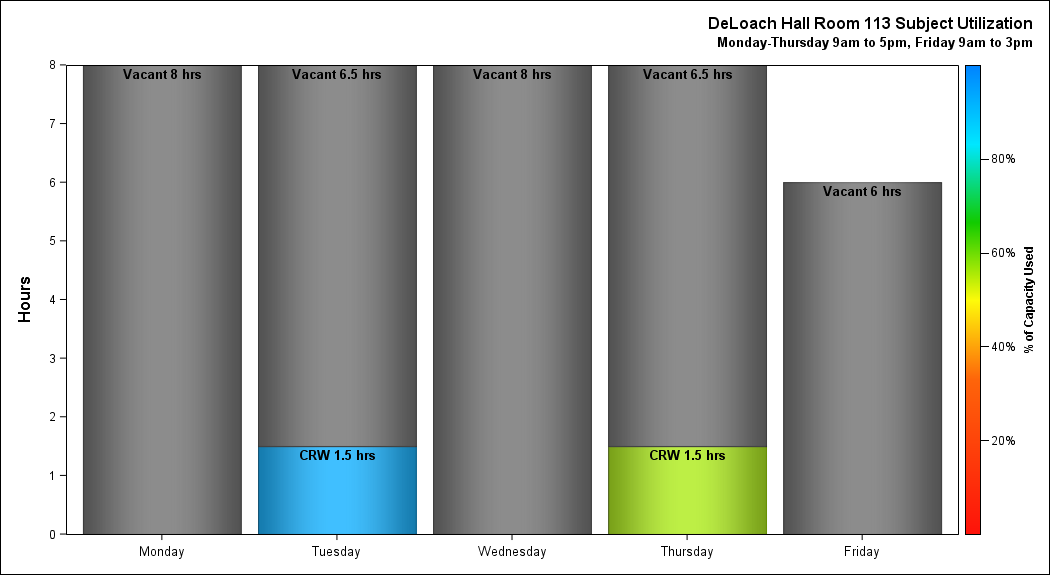 DeLoach Hall Room 113 Subject Utilization
Monday-Thursday 9am to 5pm, Friday 9am to 3pm
Hours
8
7
6
5
4
3
2
1
0
Vacant 8 hrs
Vacant 6.5 hrs
Vacant 8 hrs
Vacant 6.5 hrs
Vacant 6 hrs
CRW 1.5 hrs
CRW 1.5 hrs
Monday
Tuesday
Wednesday
Thursday
Friday
80%
60%
40%
20%
% of Capacity Used